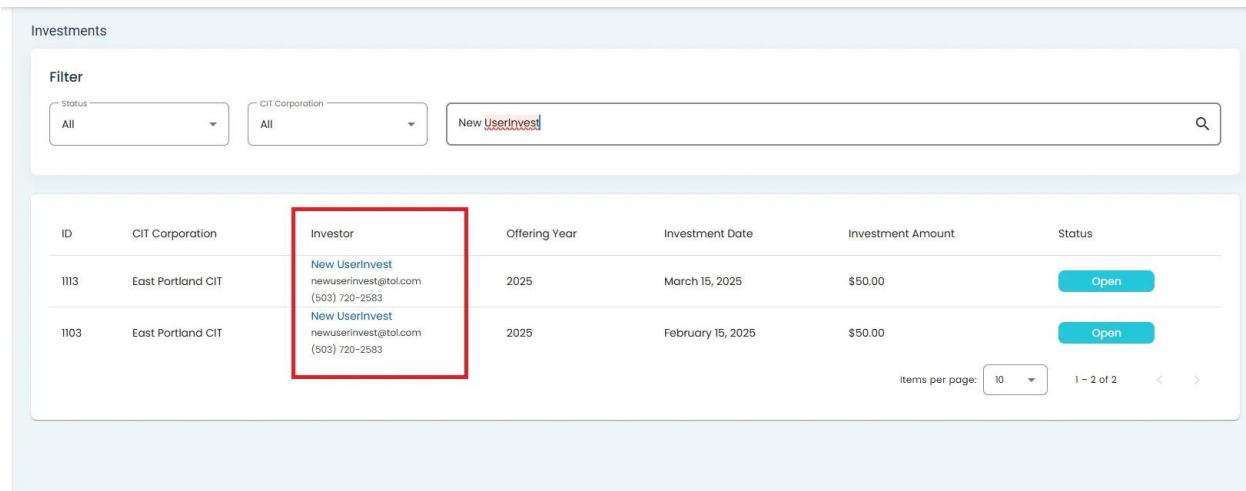 Investments
Filter
Status
All
CIT Corporation
All
New UserInvest
ID CIT Corporation Investor Offering Year Investment Date Investment Amount Status
New UserInvest
1113 East Portland CIT newuserinvest@tol.com 2025 March 15, 2025 $50.00 Open
(503) 720-2583
New UserInvest
1103 East Portland CIT newuserinvest@tol.com 2025 February 15, 2025 $50.00 Open
(503) 720-2583
Items per page: 10 1 – 2 of 2